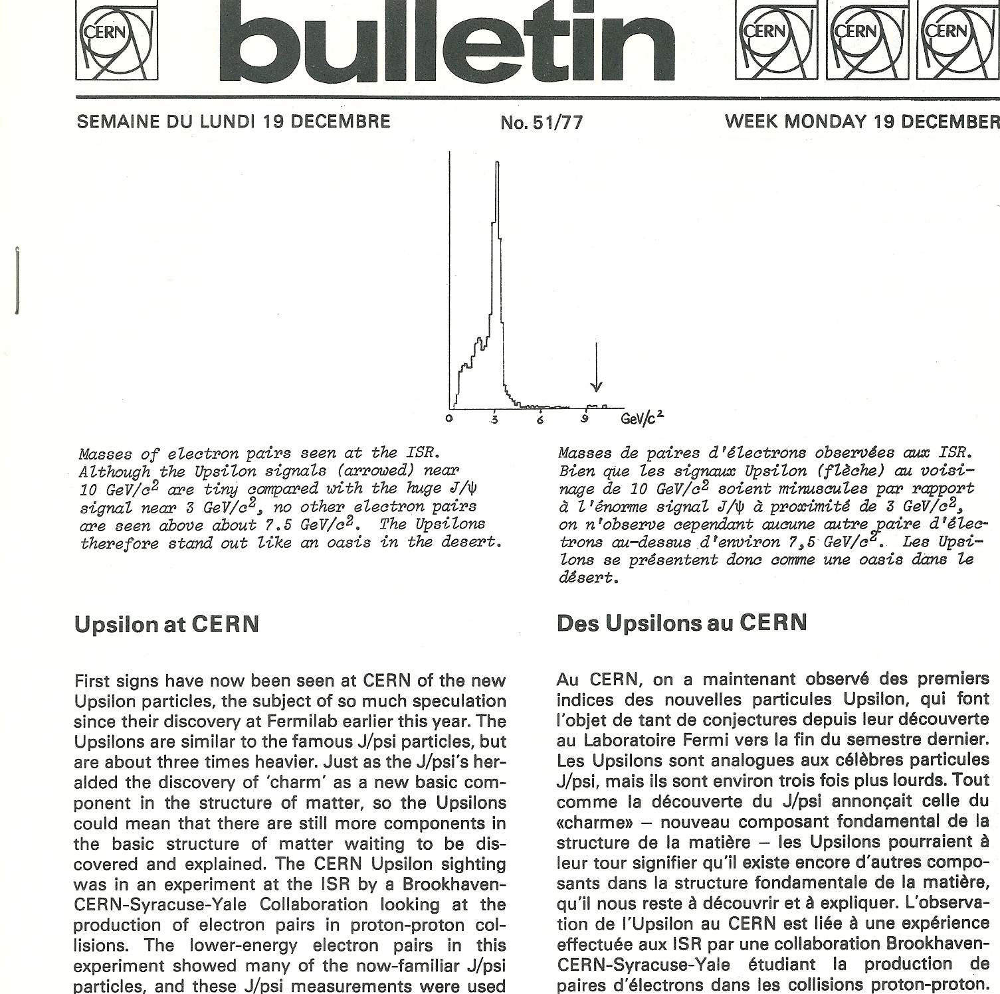 CERN
bulletin
CERN CERN CERN
SEMAINE DU LUNDI 19 DECEMBRE
No. 51/77
WEEK MONDAY 19 DECEMBER
0 3 6 9 GeV/c²
Masses of electron pairs seen at the ISR.
Although the Upsilon signals (arrowed) near
10 GeV/c² are tiny compared with the huge J/ψ
signal near 3 GeV/c², no other electron pairs
are seen above about 7.5 GeV/c². The Upsilons
therefore stand out like an oasis in the desert.
Masses de paires d'électrons observées aux ISR.
Bien que les signaux Upsilon (flèche) au voisi-
nage de 10 GeV/c² soient minuscules par rapport
à l'énorme signal J/ψ à proximité de 3 GeV/c²,
on n'observe cependant aucune autre paire d'élec-
trons au-dessus d'environ 7,5 GeV/c². Les Upsi-
lons se présentent donc comme une oasis dans le
désert.
Upsilon at CERN
First signs have now been seen at CERN of the new
Upsilon particles, the subject of so much speculation
since their discovery at Fermilab earlier this year. The
Upsilons are similar to the famous J/psi particles, but
are about three times heavier. Just as the J/psi's her-
alded the discovery of 'charm' as a new basic com-
ponent in the structure of matter, so the Upsilons
could mean that there are still more components in
the basic structure of matter waiting to be dis-
covered and explained. The CERN Upsilon sighting
was in an experiment at the ISR by a Brookhaven-
CERN-Syracuse-Yale Collaboration looking at the
production of electron pairs in proton-proton col-
lisions. The lower-energy electron pairs in this
experiment showed many of the now-familiar J/psi
particles, and these J/psi measurements were used
Des Upsilons au CERN
Au CERN, on a maintenant observé des premiers
indices des nouvelles particules Upsilon, qui font
l'objet de tant de conjectures depuis leur découverte
au Laboratoire Fermi vers la fin du semestre dernier.
Les Upsilons sont analogues aux célèbres particules
J/psi, mais ils sont environ trois fois plus lourds. Tout
comme la découverte du J/psi annonçait celle du
«charme» – nouveau composant fondamental de la
structure de la matière – les Upsilons pourraient à
leur tour signifier qu'il existe encore d'autres compo-
sants dans la structure fondamentale de la matière,
qu'il nous reste à découvrir et à expliquer. L'observa-
tion de l'Upsilon au CERN est liée à une expérience
effectuée aux ISR par une collaboration Brookhaven-
CERN-Syracuse-Yale étudiant la production de
paires d'électrons dans les collisions proton-proton.